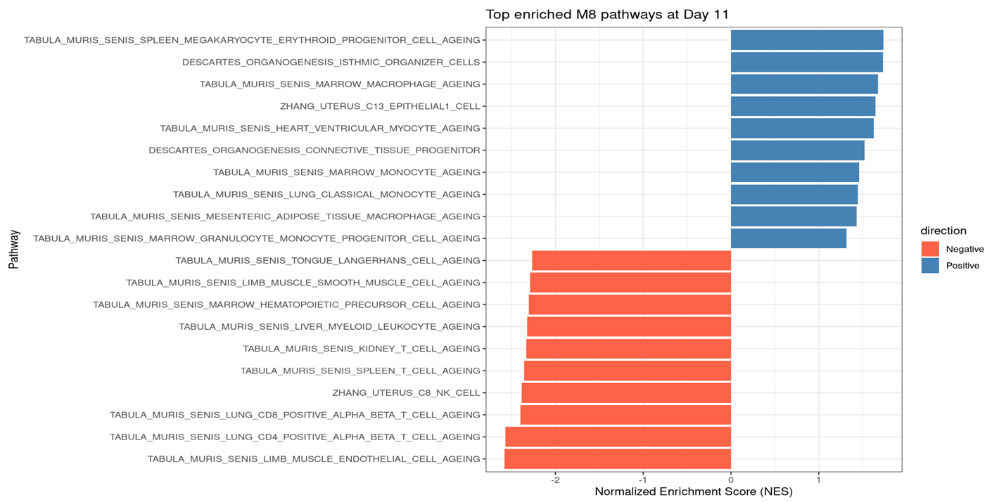 Top enriched M8 pathways at Day 11
TABULA_MURIS_SENIS_SPLEEN_MEGAKARYOCYTE_ERYTHROID_PROGENITOR_CELL_AGEING
DESCARTES_ORGANOGENESIS_ISTHMIC_ORGANIZER_CELLS
TABULA_MURIS_SENIS_MARROW_MACROPHAGE_AGEING
ZHANG_UTERUS_C13_EPITHELIAL1_CELL
TABULA_MURIS_SENIS_HEART_VENTRICULAR_MYOCYTE_AGEING
DESCARTES_ORGANOGENESIS_CONNECTIVE_TISSUE_PROGENITOR
TABULA_MURIS_SENIS_MARROW_MONOCYTE_AGEING
TABULA_MURIS_SENIS_LUNG_CLASSICAL_MONOCYTE_AGEING
TABULA_MURIS_SENIS_MESENTERIC_ADIPOSE_TISSUE_MACROPHAGE_AGEING
TABULA_MURIS_SENIS_MARROW_GRANULOCYTE_MONOCYTE_PROGENITOR_CELL_AGEING
TABULA_MURIS_SENIS_TONGUE_LANGERHANS_CELL_AGEING
TABULA_MURIS_SENIS_LIMB_MUSCLE_SMOOTH_MUSCLE_CELL_AGEING
TABULA_MURIS_SENIS_MARROW_HEMATOPOIETIC_PRECURSOR_CELL_AGEING
TABULA_MURIS_SENIS_LIVER_MYELOID_LEUKOCYTE_AGEING
TABULA_MURIS_SENIS_KIDNEY_T_CELL_AGEING
TABULA_MURIS_SENIS_SPLEEN_T_CELL_AGEING
ZHANG_UTERUS_C8_NK_CELL
TABULA_MURIS_SENIS_LUNG_CD8_POSITIVE_ALPHA_BETA_T_CELL_AGEING
TABULA_MURIS_SENIS_LUNG_CD4_POSITIVE_ALPHA_BETA_T_CELL_AGEING
TABULA_MURIS_SENIS_LIMB_MUSCLE_ENDOTHELIAL_CELL_AGEING
Pathway
-2 -1 0 1
Normalized Enrichment Score (NES)
direction
Negative
Positive